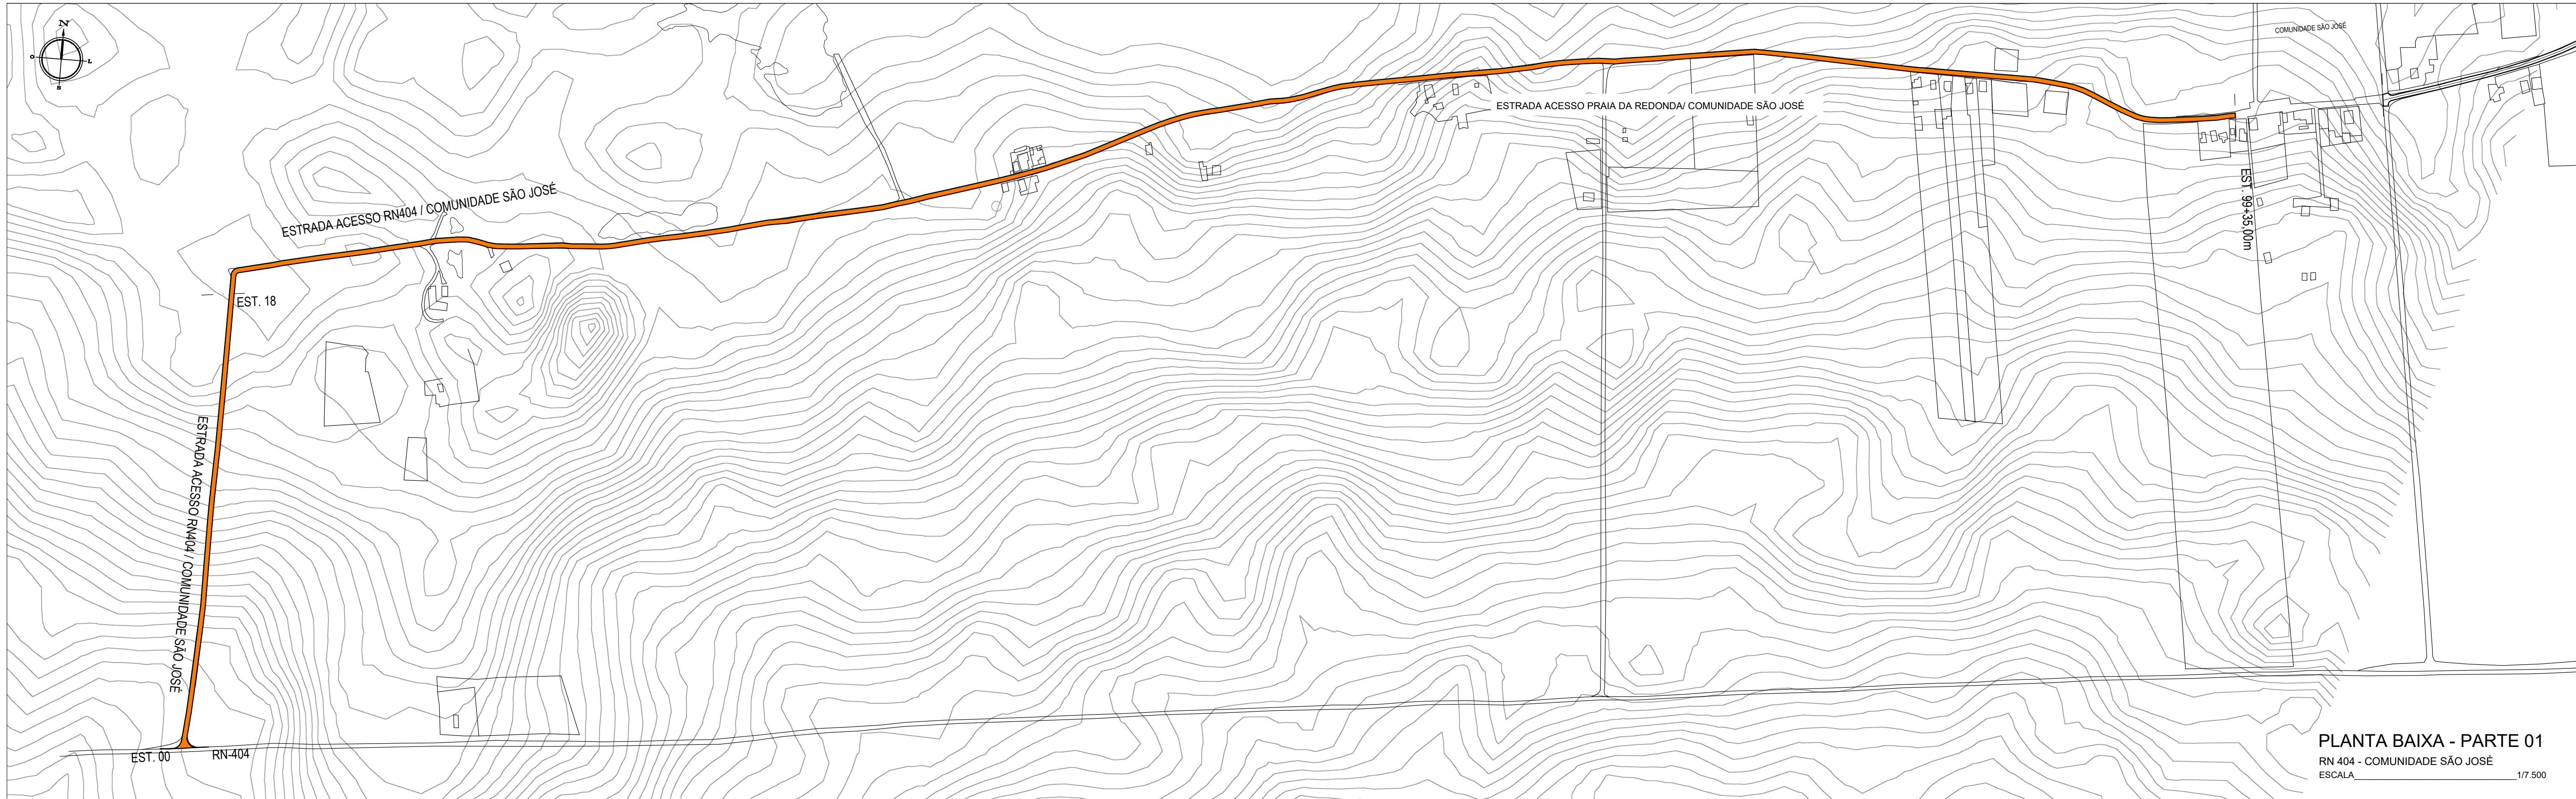 N
O
L
S
COMUNIDADE SÃO JOSÉ
ESTRADA ACESSO PRAIA DA REDONDA/ COMUNIDADE SÃO JOSÉ
ESTRADA ACESSO RN404 / COMUNIDADE SÃO JOSÉ
EST. 99+35.00m
EST. 18
ESTRADA ACESSO RN404 / COMUNIDADE SÃO JOSÉ
EST. 00
RN-404
PLANTA BAIXA - PARTE 01
RN 404 - COMUNIDADE SÃO JOSÉ
ESCALA 1/7.500